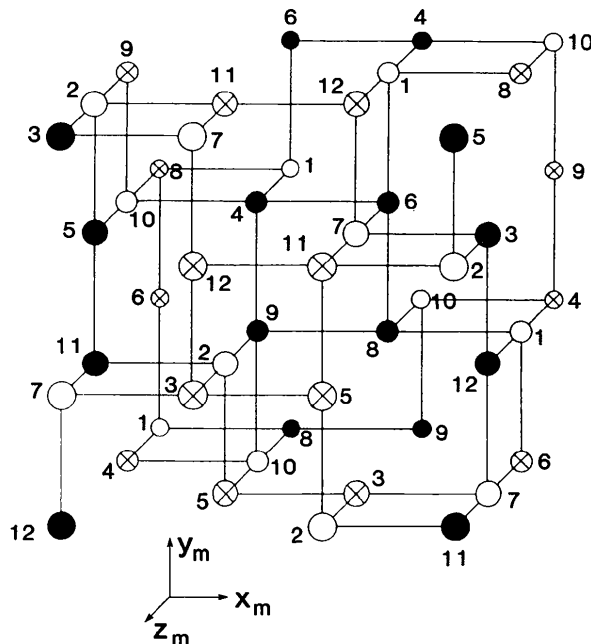 6 4 10
9
2 11 12 1 8
3 7 5
8 1 9
10 4 6
5 7 11 3
12 2
6 10 4
9 8 1
11 2 12
7 3 5
1 8 9
4 10 6
5 3 7
12 2 11
y_m
x_m
z_m